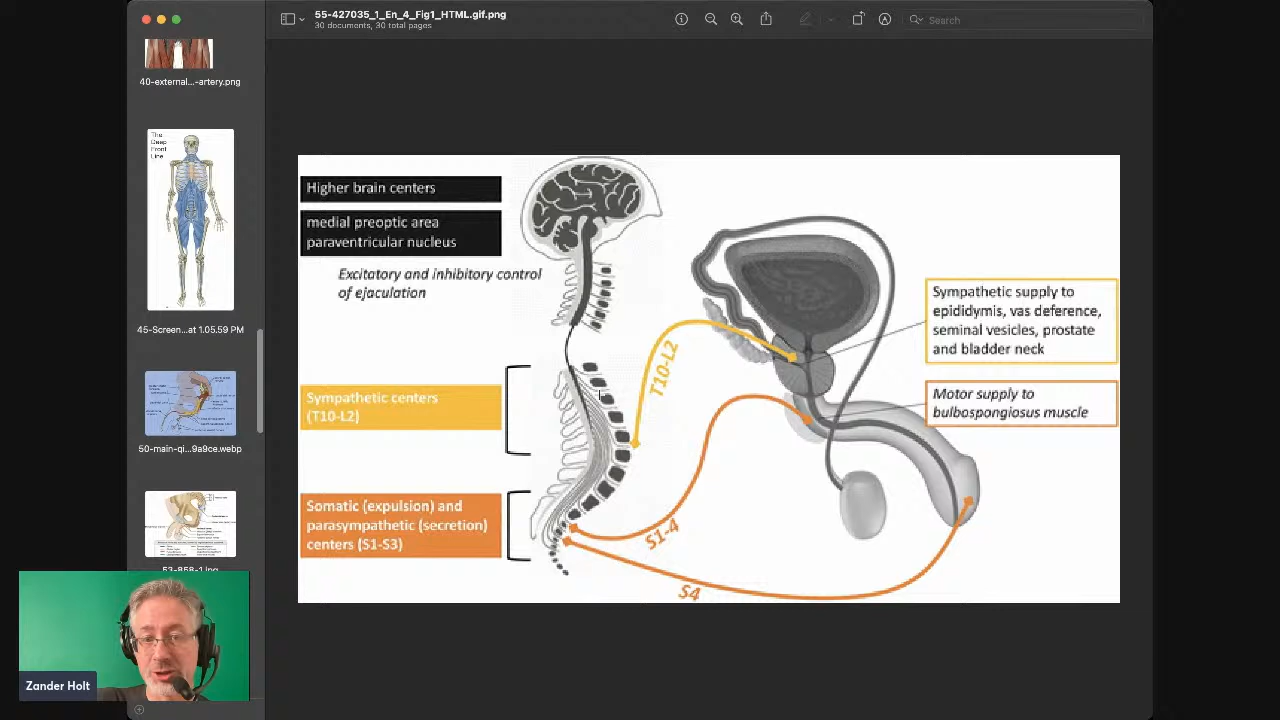 55-427035_1_En_4_Fig1_HTML.gif.png
30 documents, 30 total pages
Search
40-external...-artery.png
The
Deep
Front
Line
45-Screen...at 1.05.59 PM
50-main-qi...9a9ce.webp
53-858-1.jpg
Zander Holt
Higher brain centers
medial preoptic area
paraventricular nucleus
Excitatory and inhibitory control
of ejaculation
Sympathetic centers
(T10-L2)
Somatic (expulsion) and
parasympathetic (secretion)
centers (S1-S3)
T10-L2
S1-4
S4
Sympathetic supply to
epididymis, vas deference,
seminal vesicles, prostate
and bladder neck
Motor supply to
bulbospongiosus muscle